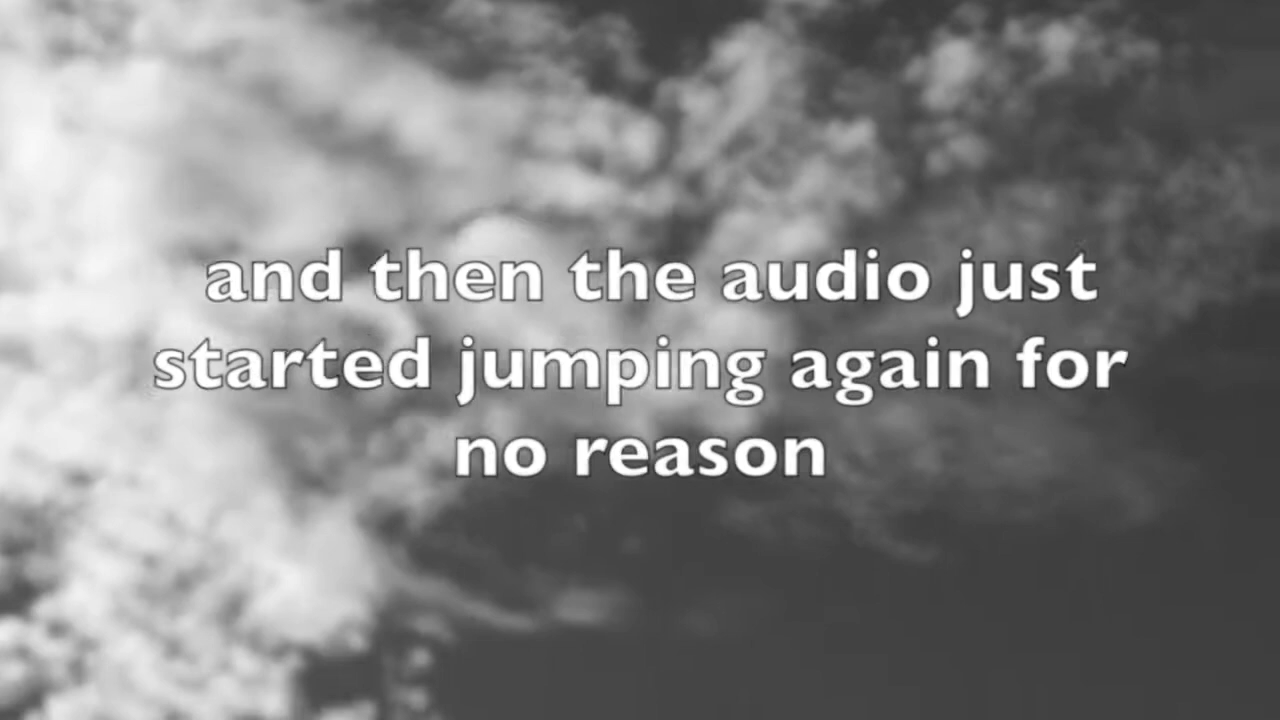 and then the audio just
started jumping again for
no reason